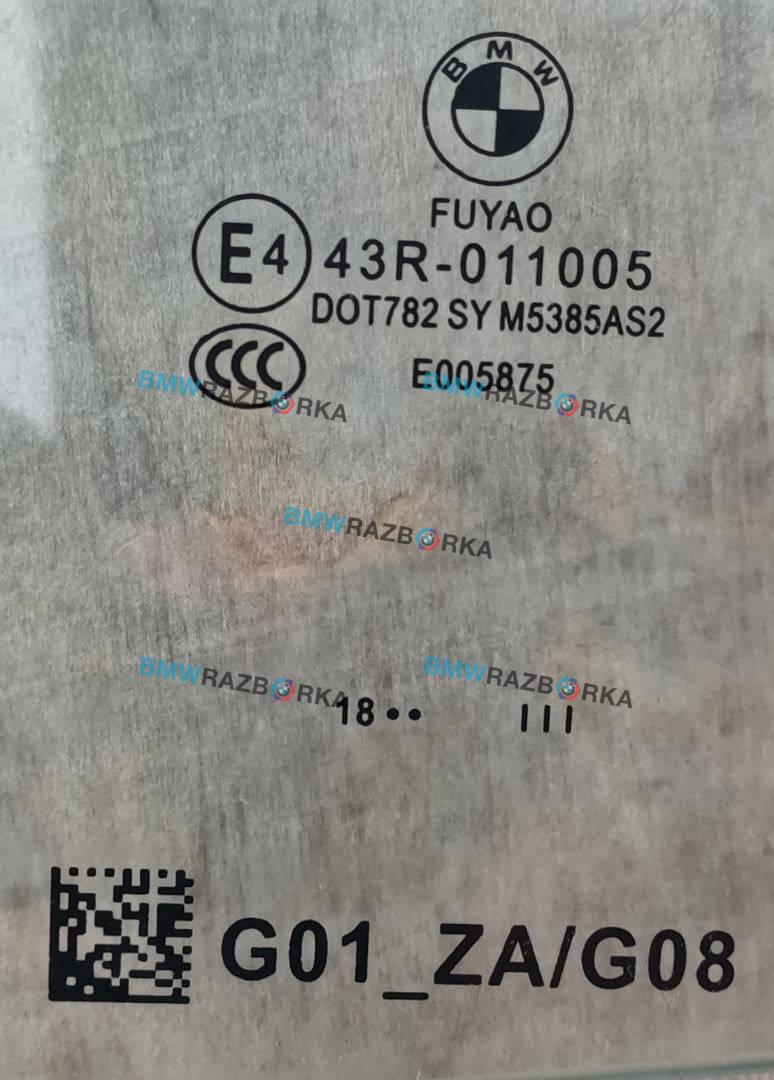 BMW
FUYAO
E4 43R-011005
DOT782 SY M5385AS2
CCC E005875
BMWRAZBORKA BMWRAZBORKA
BMWRAZBORKA
BMWRAZBORKA BMWRAZBORKA
18•• III
G01_ZA/G08